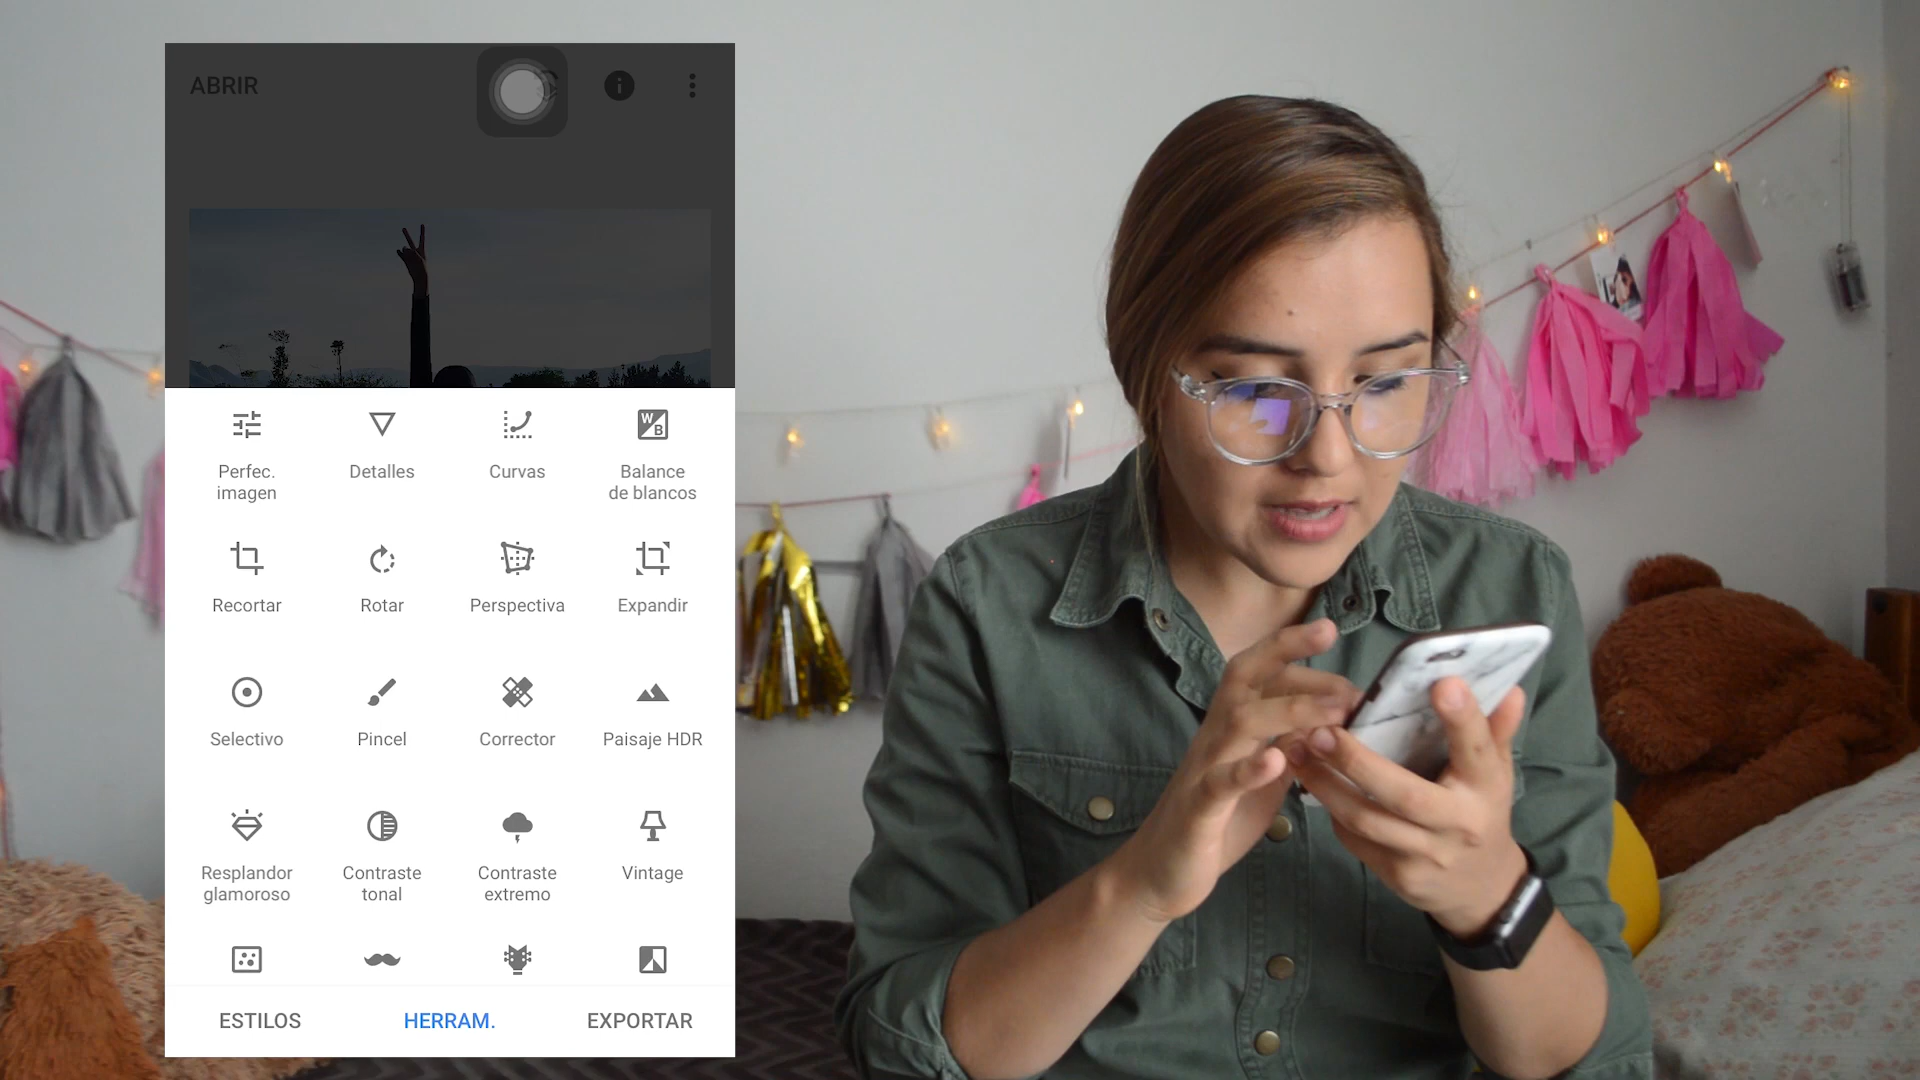 ABRIR
Perfec.
imagen
Detalles
Curvas
W
B
Balance
de blancos
Recortar
Rotar
Perspectiva
Expandir
Selectivo
Pincel
Corrector
Paisaje HDR
Resplandor
glamoroso
Contraste
tonal
Contraste
extremo
Vintage
ESTILOS
HERRAM.
EXPORTAR